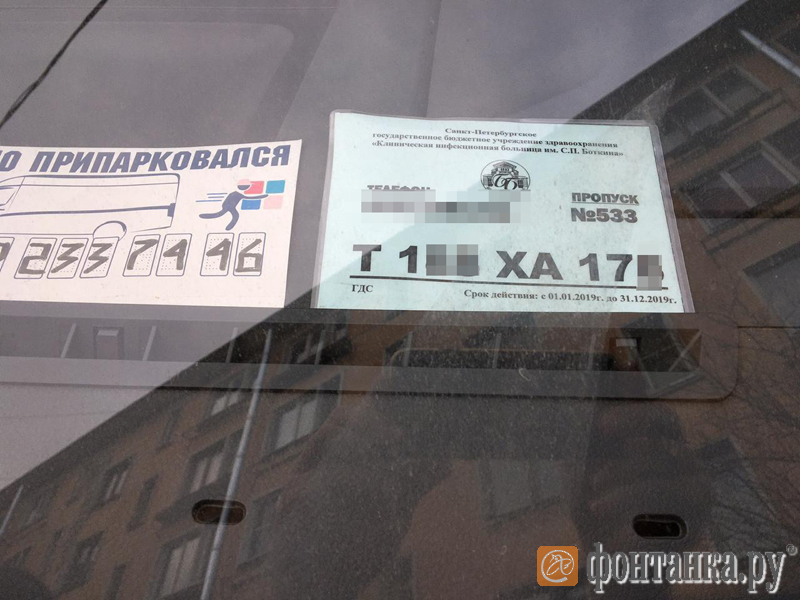 О ПРИПАРКОВАЛСЯ
233 74 46
Санкт-Петербургское
государственное бюджетное учреждение здравоохранения
«Клиническая инфекционная больница им. С.П. Боткина»
ТЕЛЕФОН
ПРОПУСК
№533
Т 1 ХА 17
ГДС
Срок действия: с 01.01.2019г. до 31.12.2019г.
фонтанка.ру